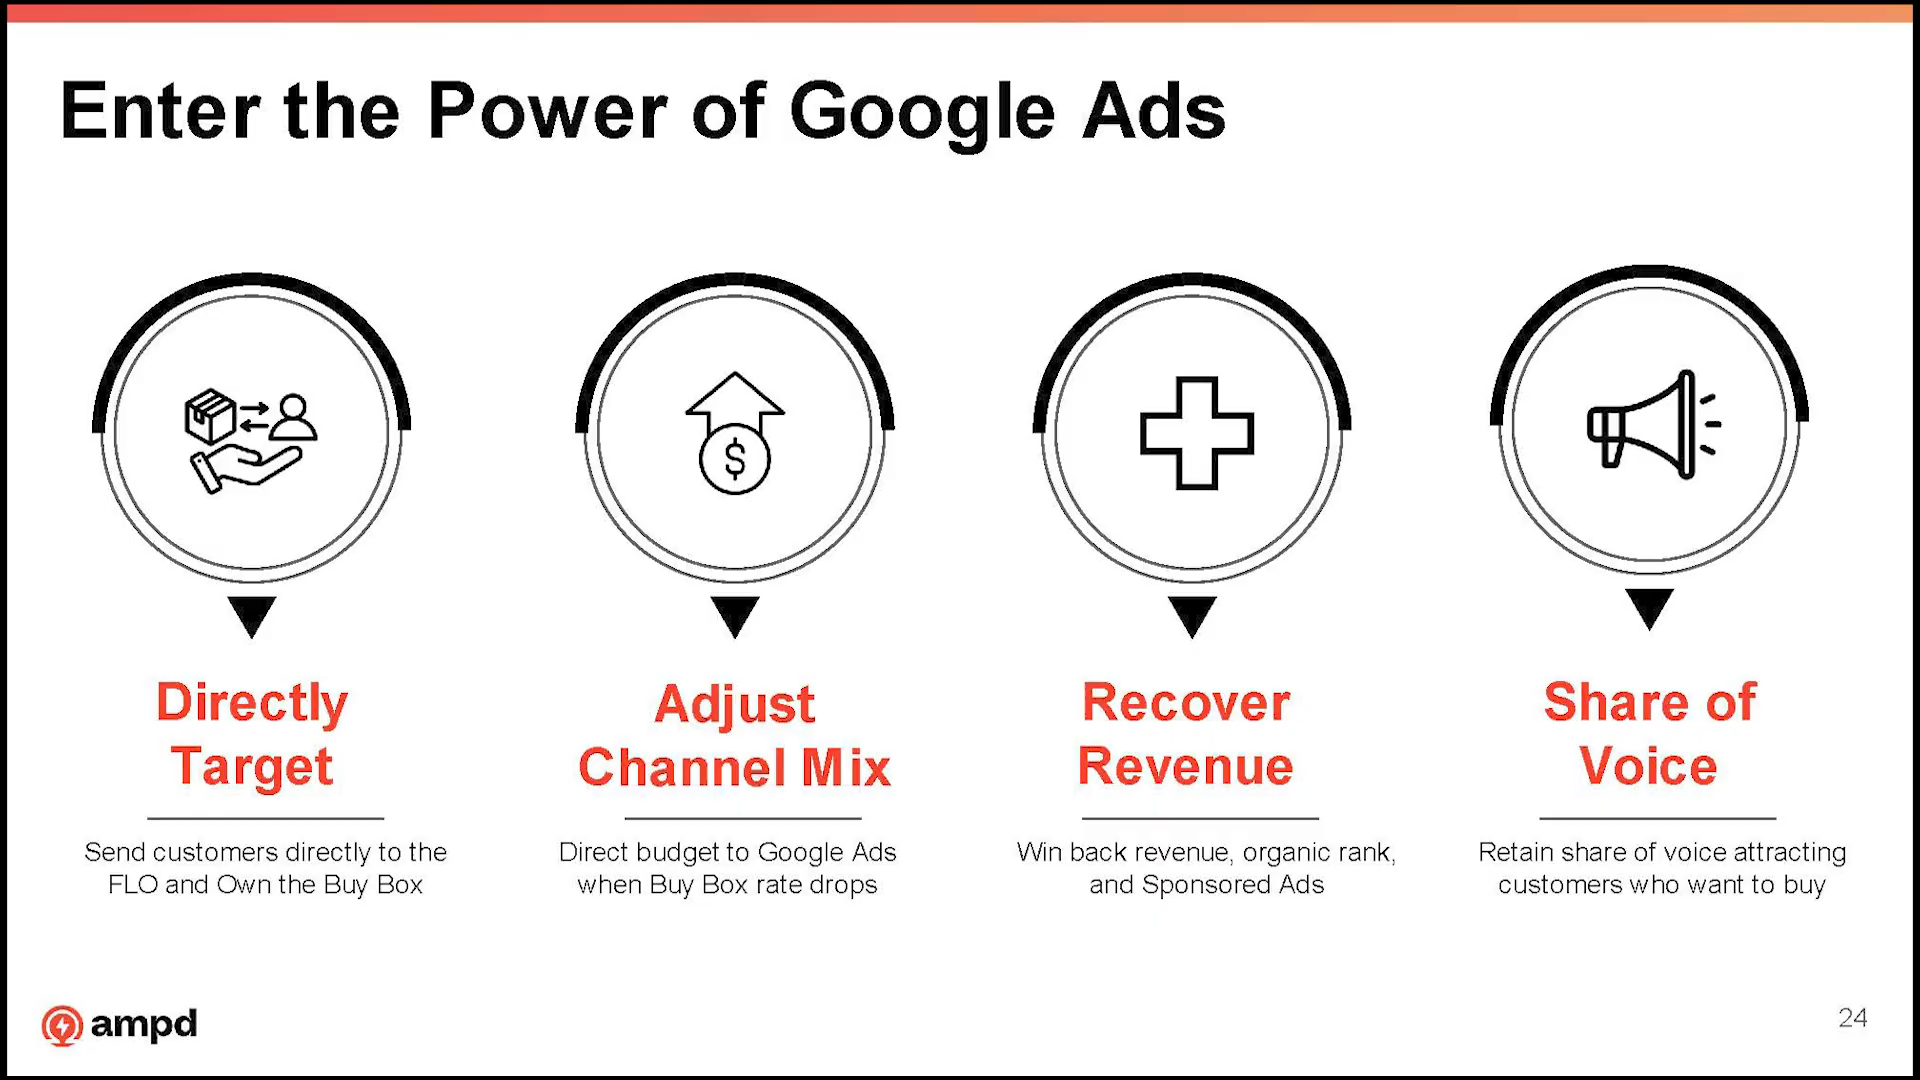 Enter the Power of Google Ads
$
Directly
Target
Send customers directly to the
FLO and Own the Buy Box
Adjust
Channel Mix
Direct budget to Google Ads
when Buy Box rate drops
Recover
Revenue
Win back revenue, organic rank,
and Sponsored Ads
Share of
Voice
Retain share of voice attracting
customers who want to buy
ampd
24